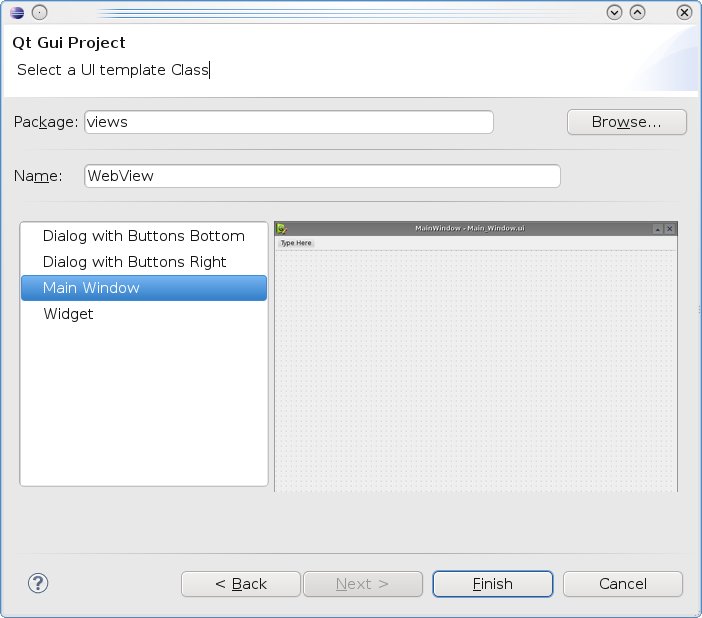 Qt Gui Project
Select a UI template Class
Package: views Browse...
Name: WebView
Dialog with Buttons Bottom
Dialog with Buttons Right
Main Window
Widget
MainWindow - Main_Window.ui
Type Here
? < Back Next > Finish Cancel